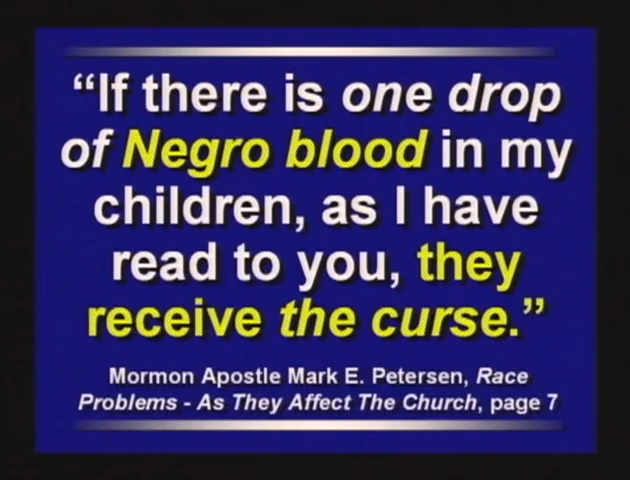 “If there is one drop
of Negro blood in my
children, as I have
read to you, they
receive the curse.”
Mormon Apostle Mark E. Petersen, Race
Problems - As They Affect The Church, page 7